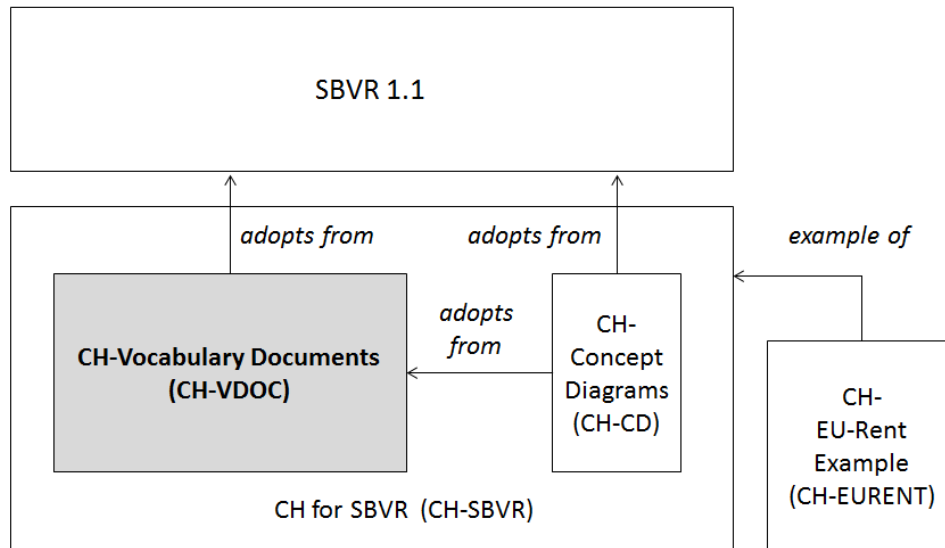 SBVR 1.1
adopts from
adopts from
example of
adopts
from
CH-Vocabulary Documents
(CH-VDOC)
CH-
Concept
Diagrams
(CH-CD)
CH-
EU-Rent
Example
(CH-EURENT)
CH for SBVR (CH-SBVR)